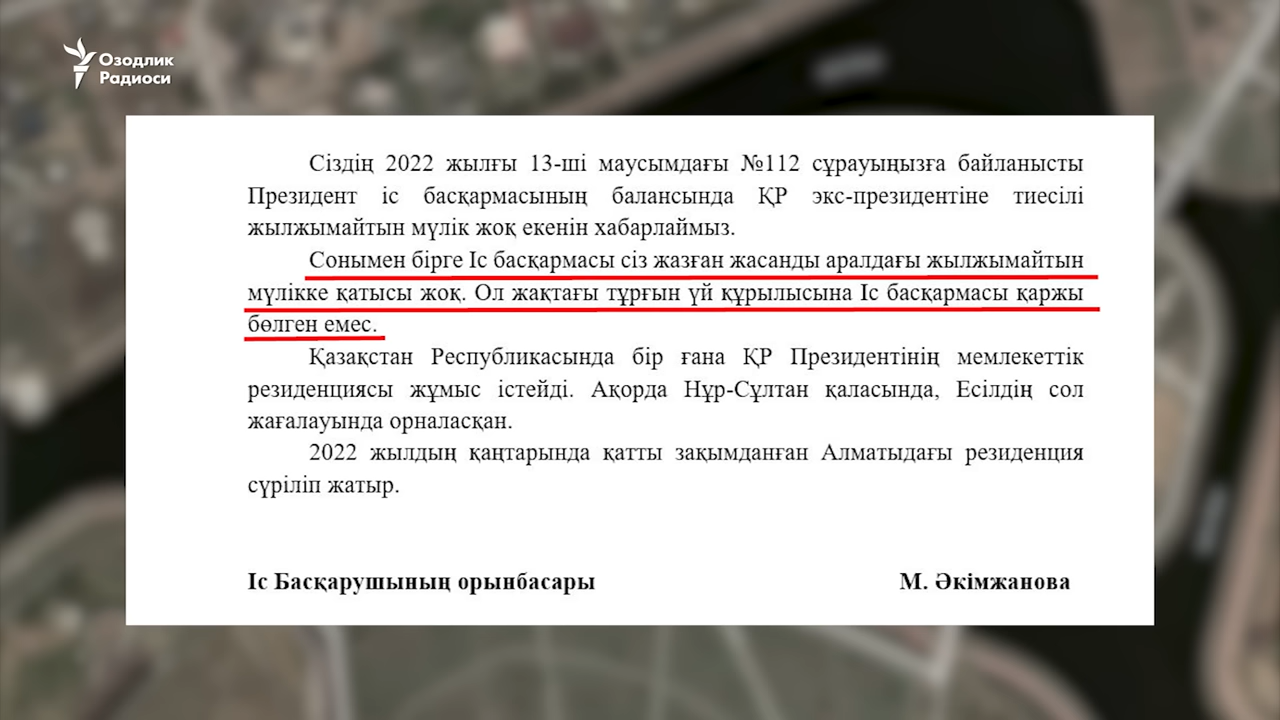 Озодлик
Радиоси
Сіздің 2022 жылғы 13-ші маусымдағы №112 сұрауыңызға байланысты
Президент іс басқармасының балансында ҚР экс-президентіне тиесілі
жылжымайтын мүлік жоқ екенін хабарлаймыз.
Сонымен бірге Іс басқармасы сіз жазған жасанды аралдағы жылжымайтын
мүлікке қатысы жоқ. Ол жақтағы тұрғын үй құрылысына Іс басқармасы қаржы
бөлген емес.
Қазақстан Республикасында бір ғана ҚР Президентінің мемлекеттік
резиденциясы жұмыс істейді. Ақорда Нұр-Сұлтан қаласында, Есілдің сол
жағалауында орналасқан.
2022 жылдың қаңтарында қатты зақымданған Алматыдағы резиденция
сүріліп жатыр.
Іс Басқарушының орынбасары М. Әкімжанова